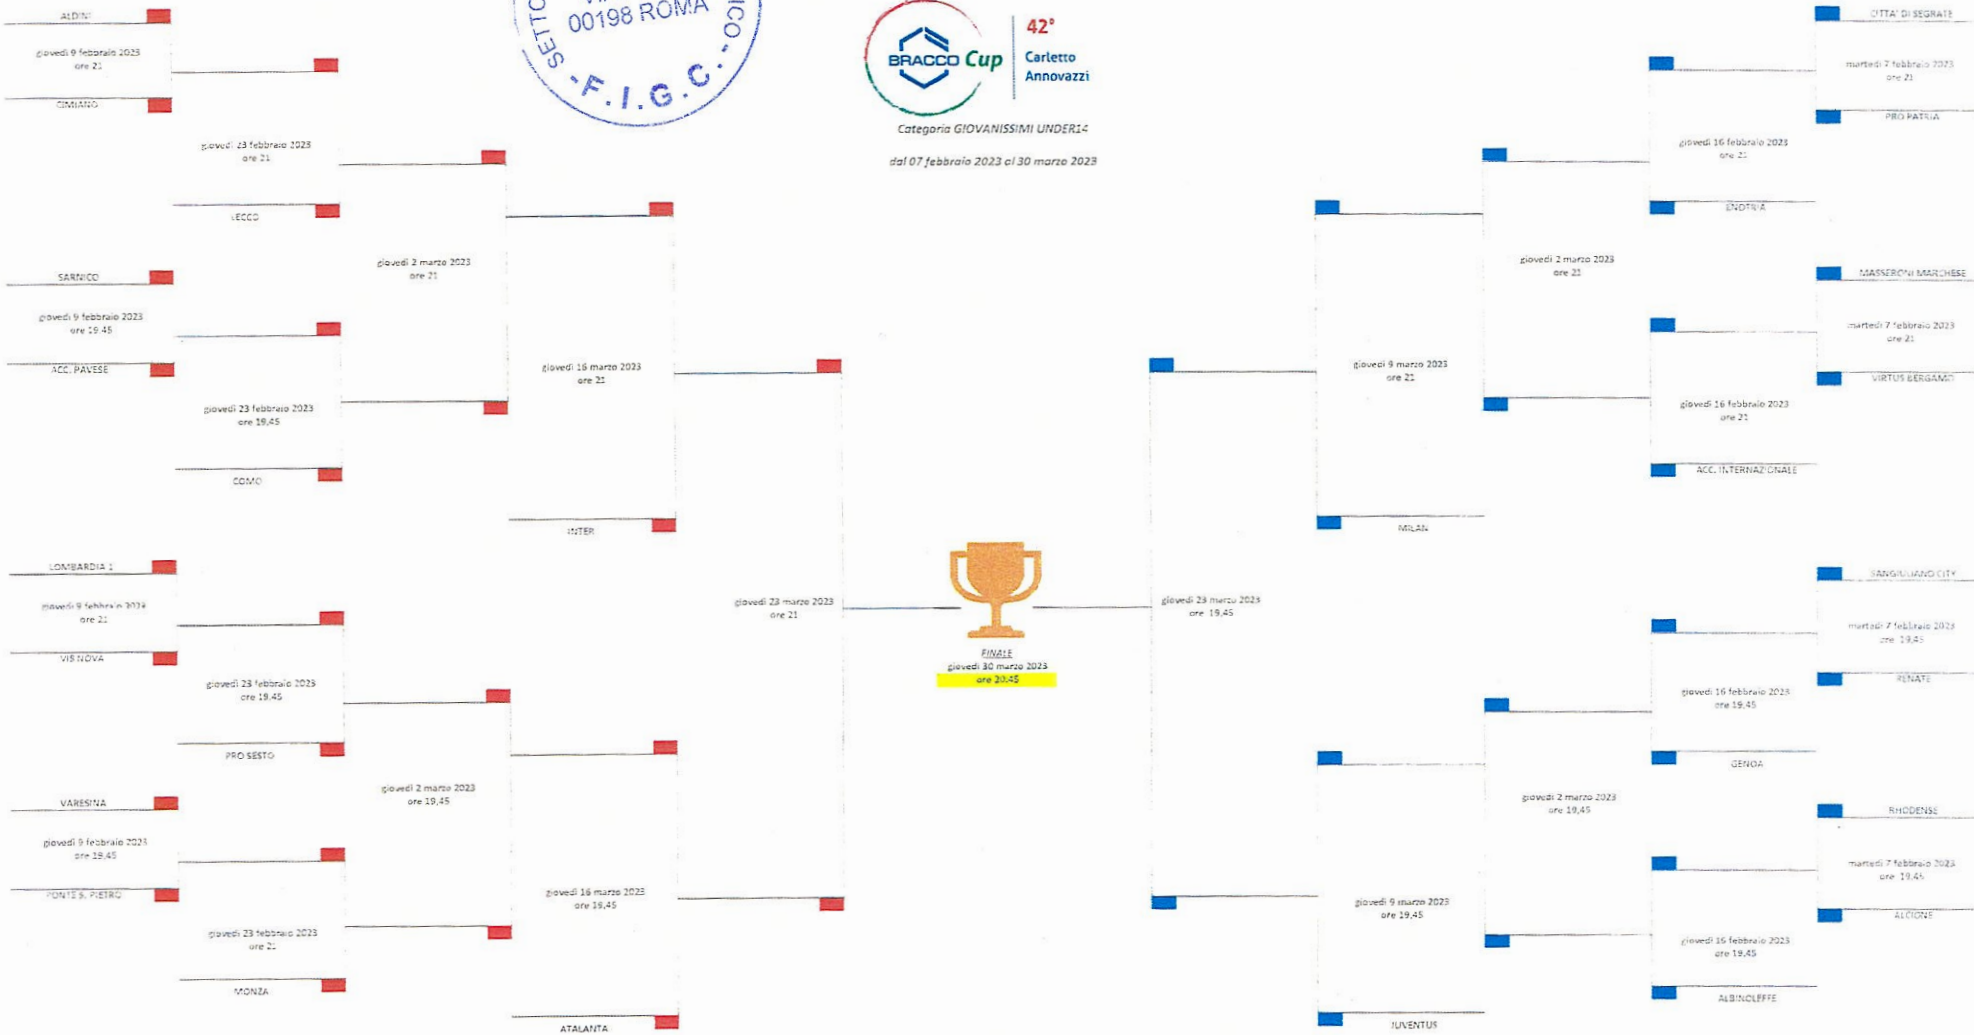 ALDINI
giovedì 9 febbraio 2023
ore 21
CIMIANO
giovedì 23 febbraio 2023
ore 21
LECCO
SARNICO
giovedì 9 febbraio 2023
ore 19.45
ACC. PAVESE
giovedì 23 febbraio 2023
ore 19,45
COMO
giovedì 2 marzo 2023
ore 21
giovedì 16 marzo 2023
ore 21
INTER
LOMBARDIA 1
giovedì 9 febbraio 2023
ore 21
VIS NOVA
giovedì 23 febbraio 2023
ore 19.45
PRO SESTO
VARESINA
giovedì 9 febbraio 2023
ore 19.45
PONTE S. PIETRO
giovedì 23 febbraio 2023
ore 21
MONZA
giovedì 2 marzo 2023
ore 19,45
giovedì 16 marzo 2023
ore 19,45
ATALANTA
giovedì 23 marzo 2023
ore 21
00198 ROMA
F.I.G.C.
BRACCO Cup
42°
Carletto
Annovazzi
Categoria GIOVANISSIMI UNDER14
dal 07 febbraio 2023 al 30 marzo 2023
FINALE
giovedì 30 marzo 2023
ore 20:45
giovedì 23 marzo 2023
ore 19,45
giovedì 9 marzo 2023
ore 21
MILAN
giovedì 2 marzo 2023
ore 21
CITTA' DI SEGRATE
martedì 7 febbraio 2023
ore 21
PRO PATRIA
giovedì 16 febbraio 2023
ore 21
ENOTRIA
MASSERONI MARCHESE
martedì 7 febbraio 2023
ore 21
VIRTUS BERGAMO
giovedì 16 febbraio 2023
ore 21
ACC. INTERNAZIONALE
SANGIULIANO CITY
martedì 7 febbraio 2023
ore 19,45
RENATE
giovedì 16 febbraio 2023
ore 19.45
GENOA
giovedì 2 marzo 2023
ore 19,45
RHODENSE
martedì 7 febbraio 2023
ore 19,45
ALCIONE
giovedì 16 febbraio 2023
ore 19.45
ALBINOLEFFE
giovedì 9 marzo 2023
ore 19,45
JUVENTUS